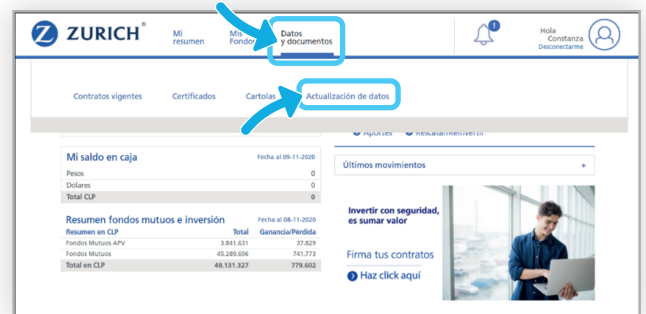 ZURICH®
Mi
resumen
Mis
Fondos
Datos
y documentos
!
Hola
Constanza
Desconectarme
Contratos vigentes
Certificados
Cartolas
Actualización de datos
Aportes
Rescatar/Reinvertir
Mi saldo en caja
Fecha al 09-11-2020
Pesos 0
Dolares 0
Total CLP 0
Últimos movimientos +
Resumen fondos mutuos e inversión
Fecha al 08-11-2020
Resumen en CLP Total Ganancia/Pérdida
Fondos Mutuos APV 3.841.631 37.829
Fondos Mutuos 45.289.696 741.773
Total en CLP 49.131.327 779.602
Invertir con seguridad,
es sumar valor
Firma tus contratos
Haz click aquí